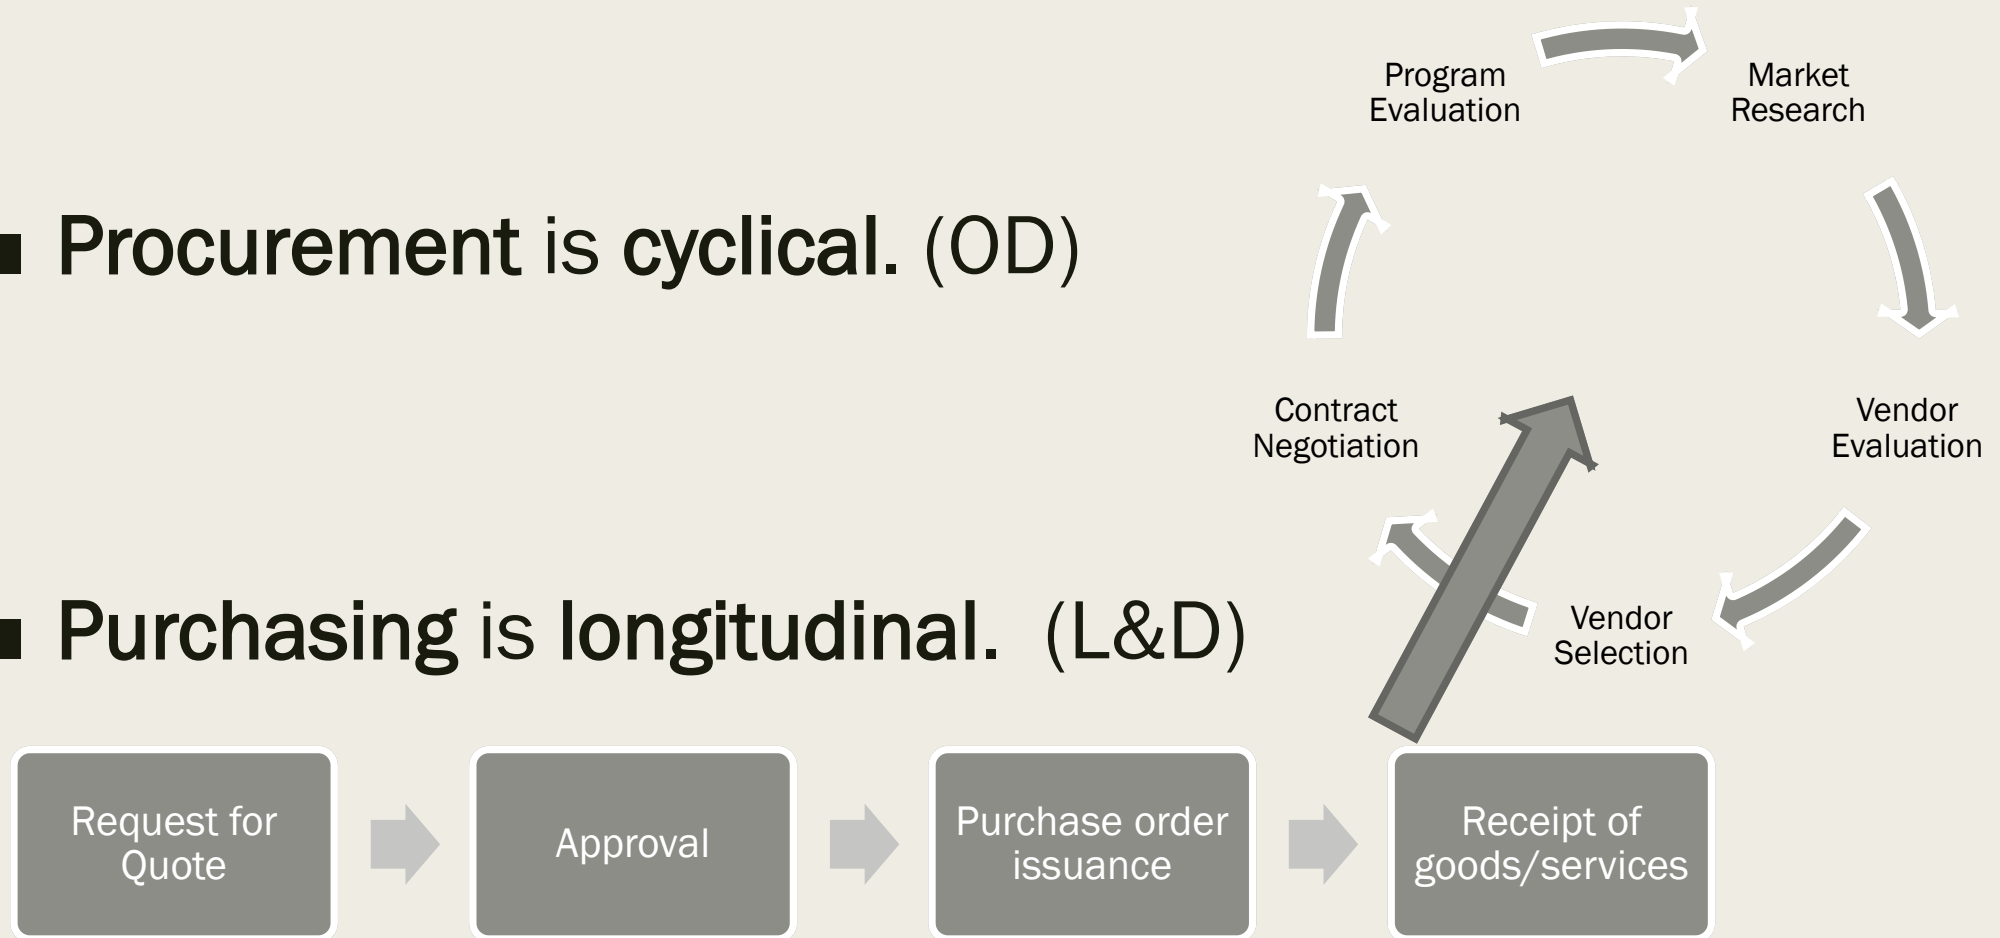 Procurement is cyclical. (OD)
Purchasing is longitudinal. (L&D)
Program
Evaluation
Market
Research
Vendor
Evaluation
Vendor
Selection
Contract
Negotiation
Request for
Quote
Approval
Purchase order
issuance
Receipt of
goods/services